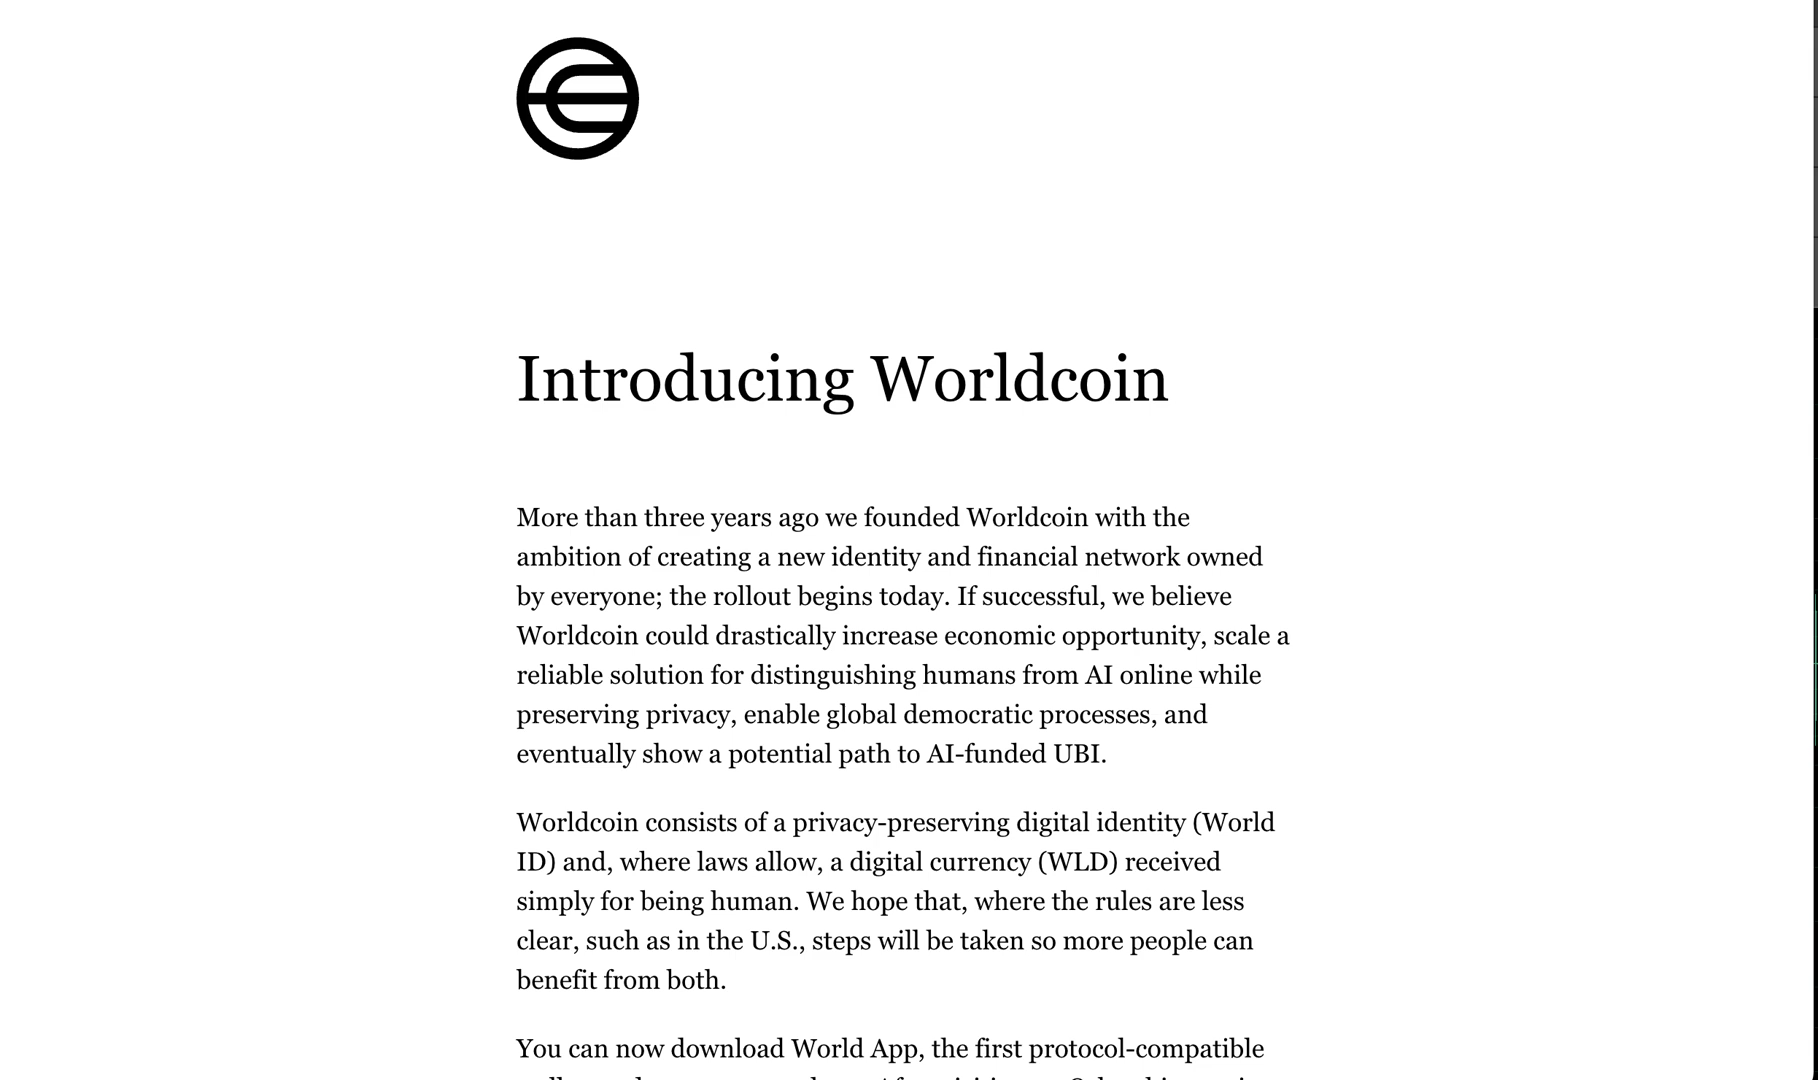 Introducing Worldcoin
More than three years ago we founded Worldcoin with the
ambition of creating a new identity and financial network owned
by everyone; the rollout begins today. If successful, we believe
Worldcoin could drastically increase economic opportunity, scale a
reliable solution for distinguishing humans from AI online while
preserving privacy, enable global democratic processes, and
eventually show a potential path to AI-funded UBI.
Worldcoin consists of a privacy-preserving digital identity (World
ID) and, where laws allow, a digital currency (WLD) received
simply for being human. We hope that, where the rules are less
clear, such as in the U.S., steps will be taken so more people can
benefit from both.
You can now download World App, the first protocol-compatible